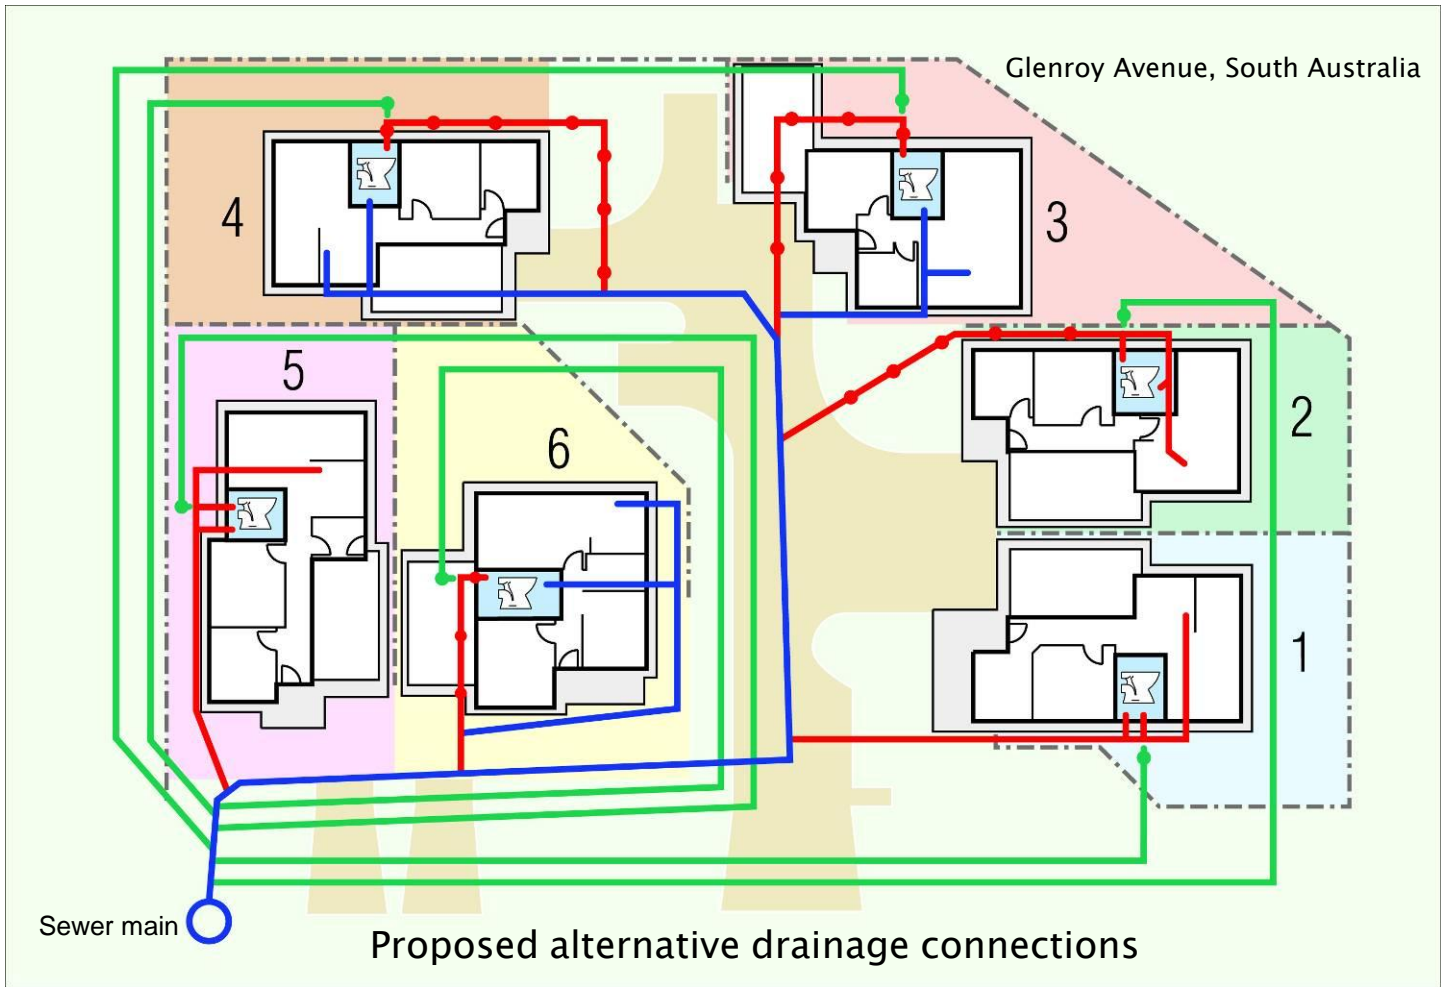 Glenroy Avenue, South Australia
4
3
5
6
2
1
Sewer main
Proposed alternative drainage connections